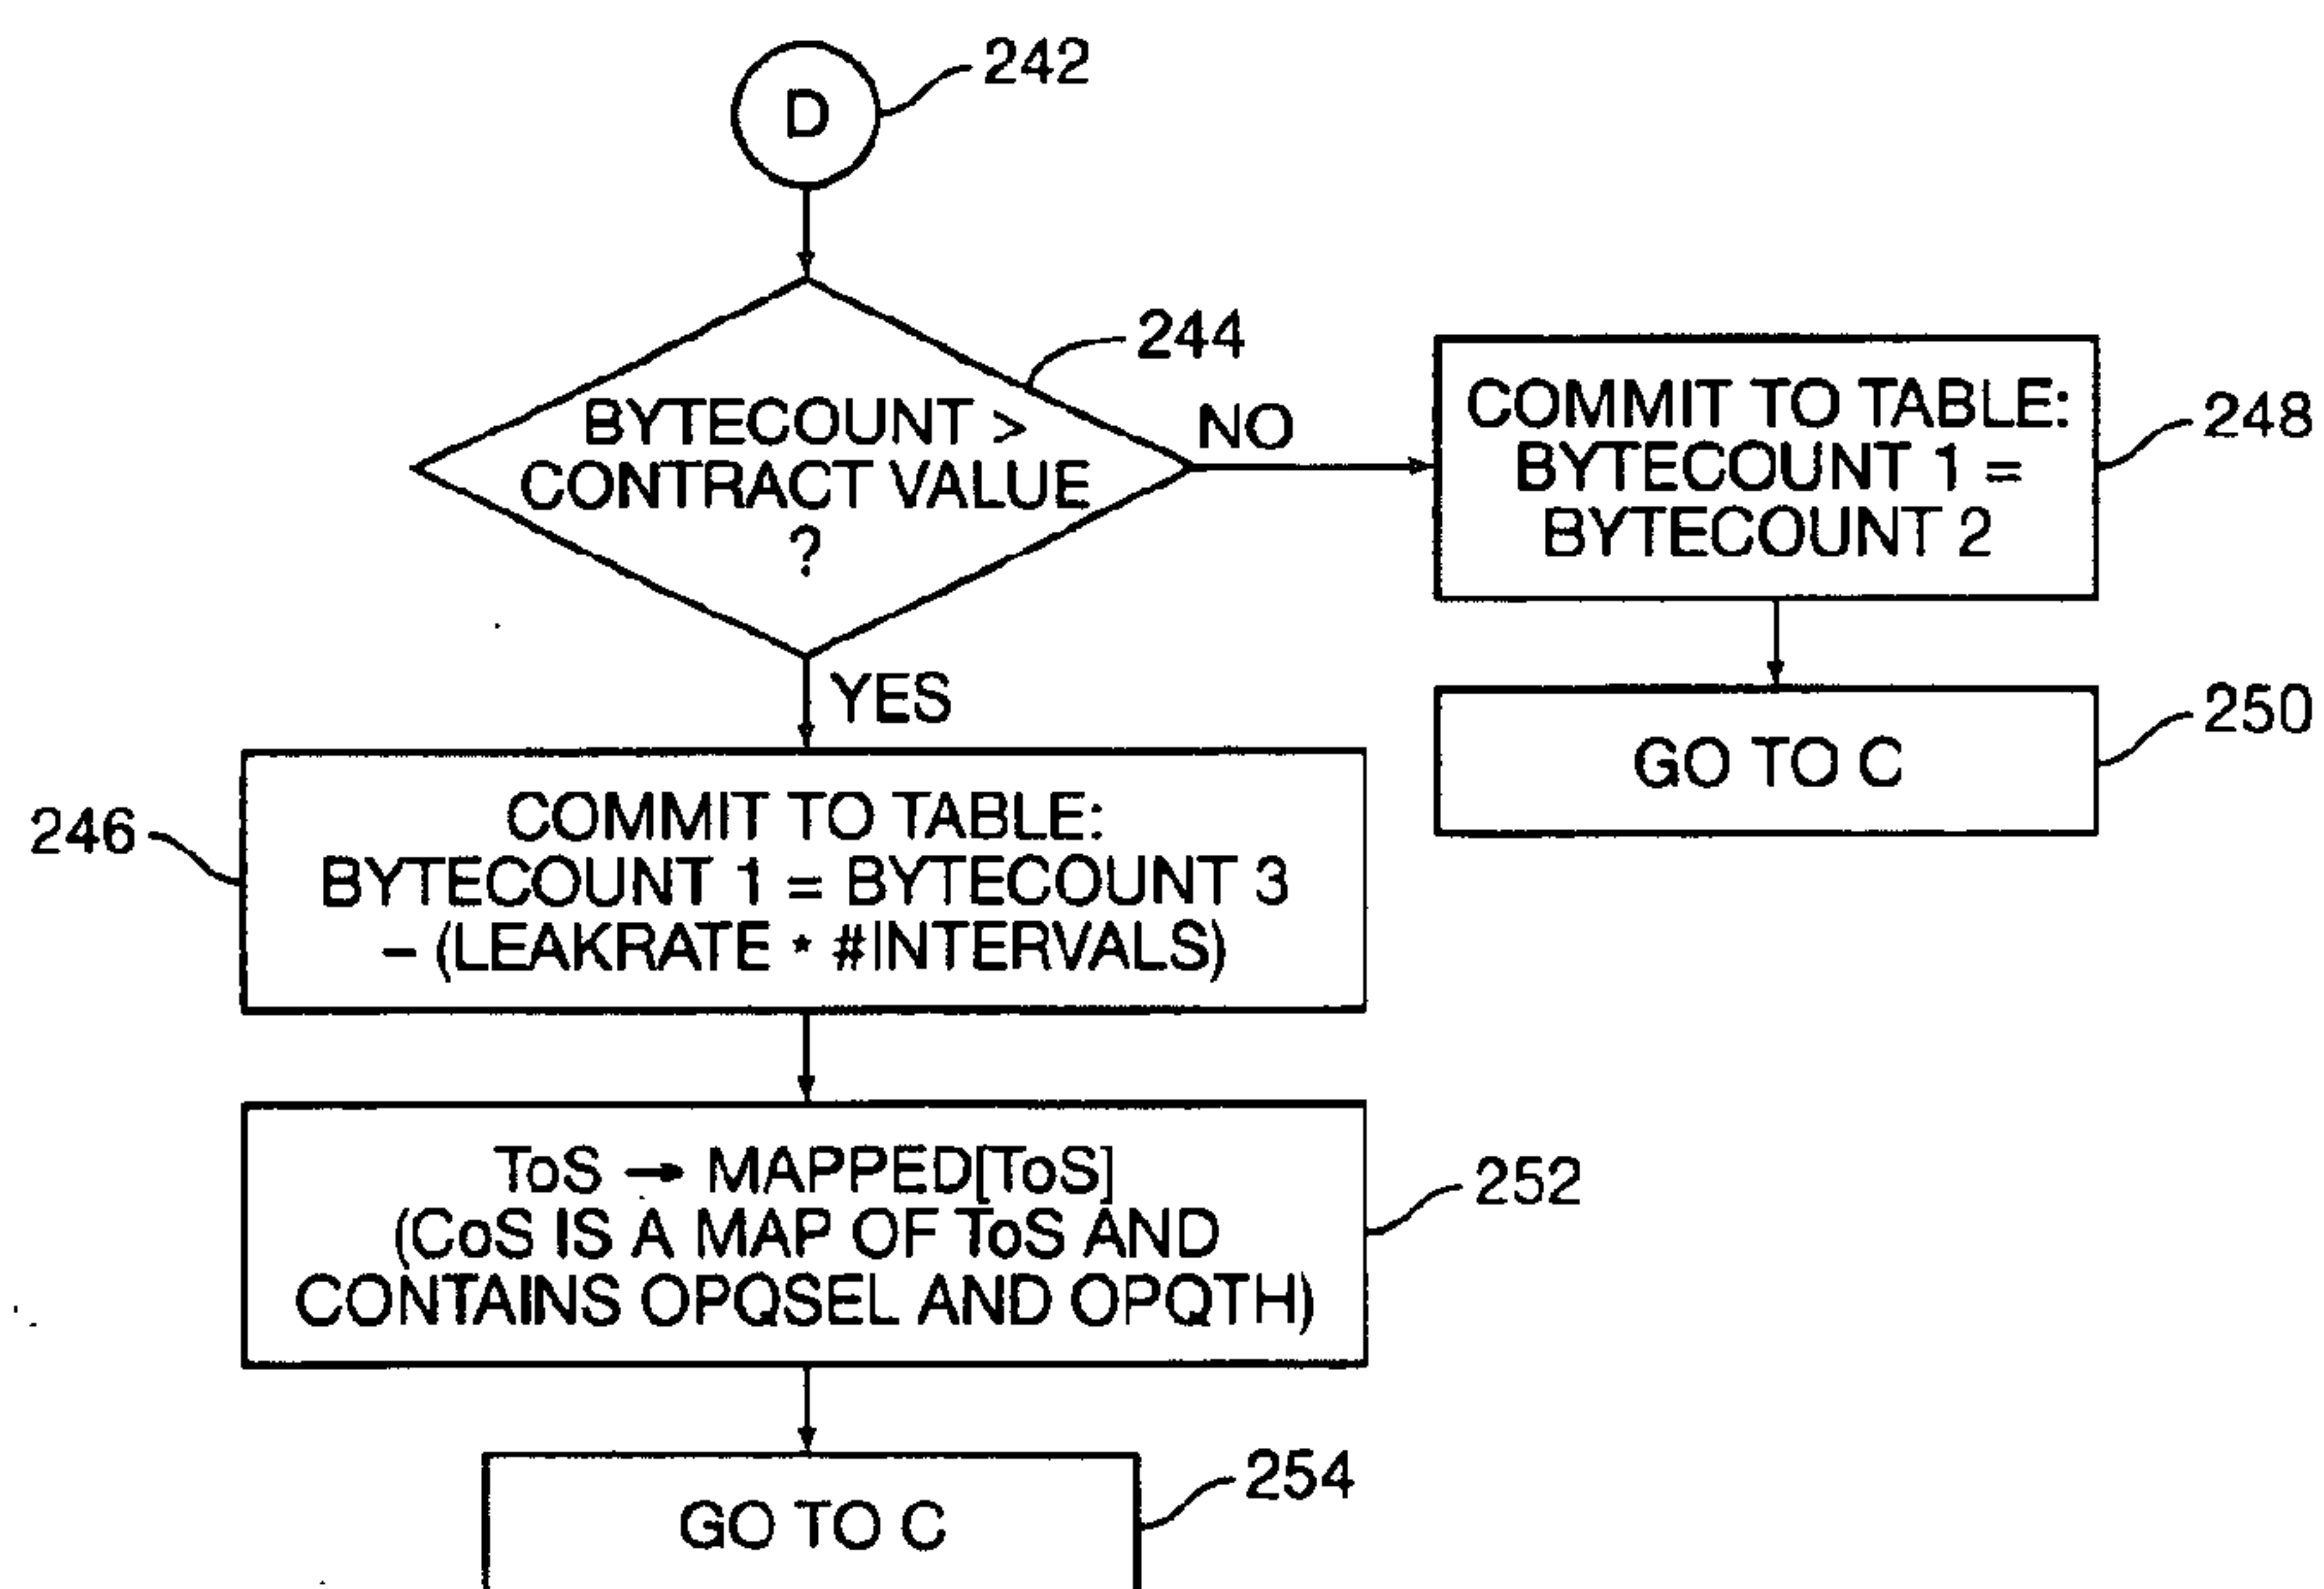 242
D
244
BYTECOUNT >
CONTRACT VALUE
?
NO
COMMIT TO TABLE:
BYTECOUNT 1 =
BYTECOUNT 2
248
YES
GO TO C
250
246
COMMIT TO TABLE:
BYTECOUNT 1 = BYTECOUNT 3
– (LEAKRATE * #INTERVALS)
ToS → MAPPED[ToS]
(CoS IS A MAP OF ToS AND
CONTAINS OPQSEL AND OPQTH)
252
GO TO C
254